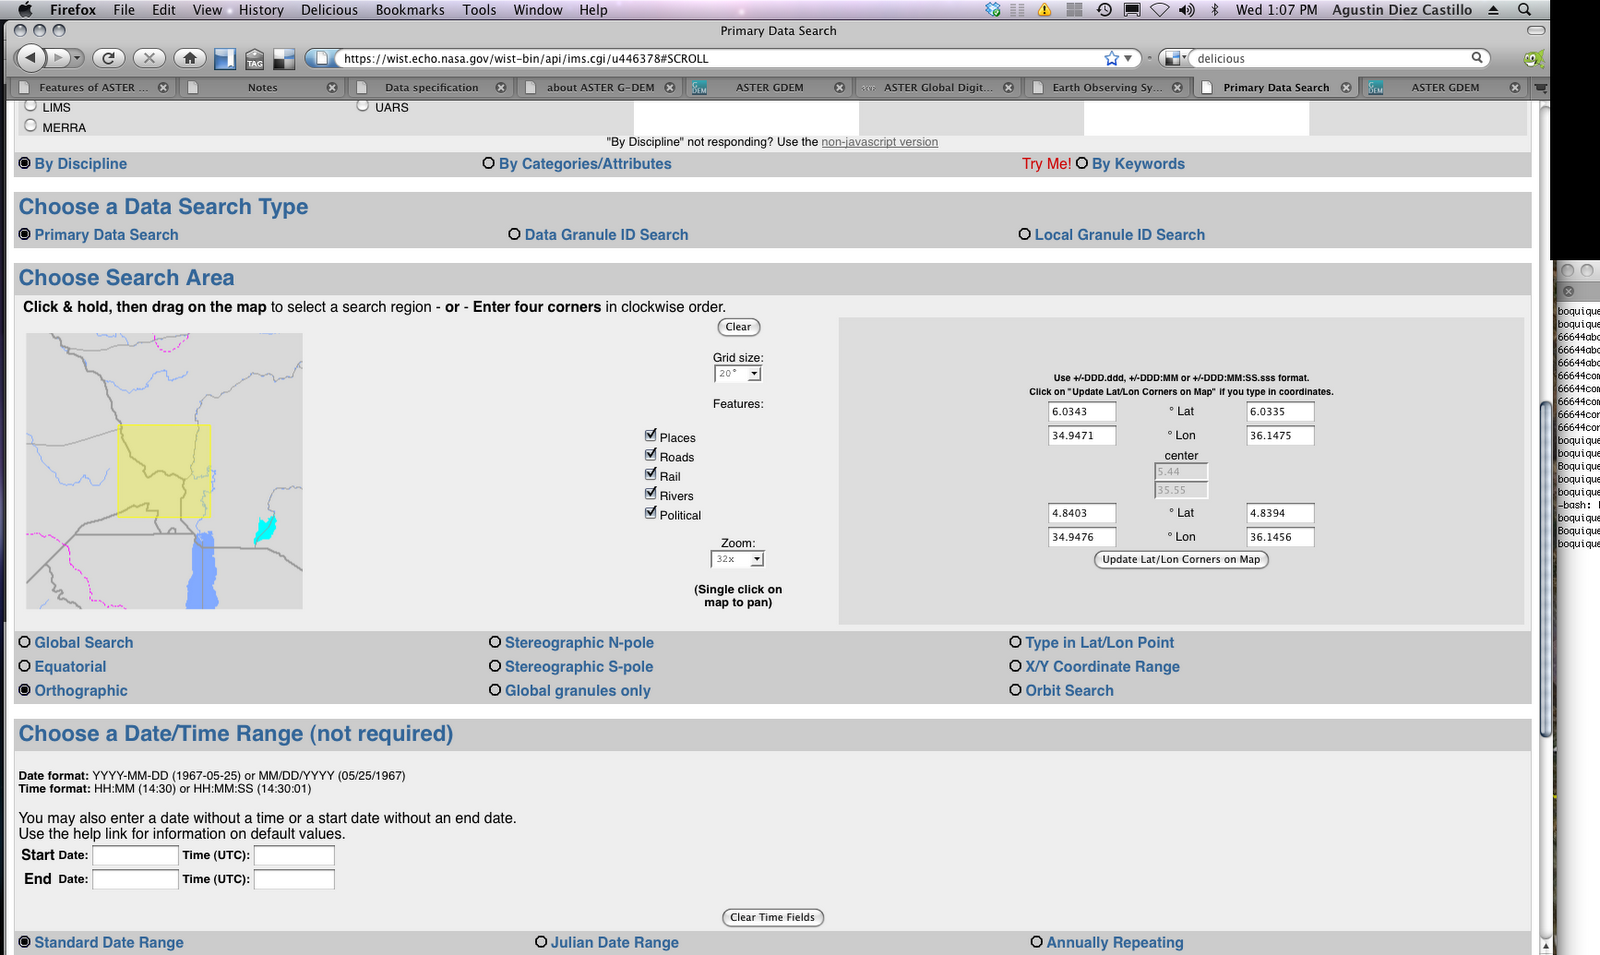 Firefox File Edit View History Delicious Bookmarks Tools Window Help Wed 1:07 PM Agustin Diez Castillo
Primary Data Search
TAG https://wist.echo.nasa.gov/wist-bin/api/ims.cgi/u446378#SCROLL delicious
Features of ASTER ... Notes Data specification about ASTER G-DEM ASTER GDEM ASTER Global Digit... Earth Observing Sy... Primary Data Search ASTER GDEM
LIMS UARS
MERRA
"By Discipline" not responding? Use the non-javascript version
By Discipline By Categories/Attributes Try Me! By Keywords
Choose a Data Search Type
Primary Data Search Data Granule ID Search Local Granule ID Search
Choose Search Area
Click & hold, then drag on the map to select a search region - or - Enter four corners in clockwise order.
Clear
Grid size:
20°
Features:
Places
Roads
Rail
Rivers
Political
Zoom:
32x
(Single click on
map to pan)
Use +/-DDD.ddd, +/-DDD:MM or +/-DDD:MM:SS.sss format.
Click on "Update Lat/Lon Corners on Map" if you type in coordinates.
6.0343 ° Lat 6.0335
34.9471 ° Lon 36.1475
center
5.44
35.55
4.8403 ° Lat 4.8394
34.9476 ° Lon 36.1456
Update Lat/Lon Corners on Map
Global Search Stereographic N-pole Type in Lat/Lon Point
Equatorial Stereographic S-pole X/Y Coordinate Range
Orthographic Global granules only Orbit Search
Choose a Date/Time Range (not required)
Date format: YYYY-MM-DD (1967-05-25) or MM/DD/YYYY (05/25/1967)
Time format: HH:MM (14:30) or HH:MM:SS (14:30:01)
You may also enter a date without a time or a start date without an end date.
Use the help link for information on default values.
Start Date: Time (UTC):
End Date: Time (UTC):
Clear Time Fields
Standard Date Range Julian Date Range Annually Repeating
boquique
boquique
66644abc
66644abc
66644abc
66644com
66644com
66644com
66644cor
66644cor
boquique
boquique
Boquique
boquique
boquique
-bash:
boquique
Boquique
boquique